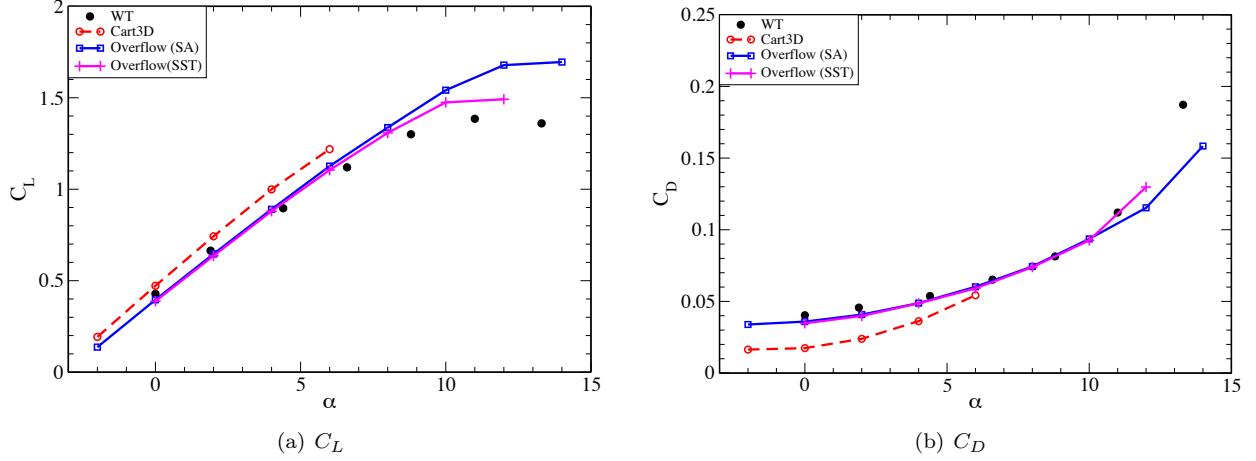 2
1.5
1
0.5
0
C_L
WT
Cart3D
Overflow (SA)
Overflow(SST)
0 5 10 15
α
(a) C_L
0.25
0.2
0.15
0.1
0.05
0
C_D
WT
Cart3D
Overflow (SA)
Overflow (SST)
0 5 10 15
α
(b) C_D